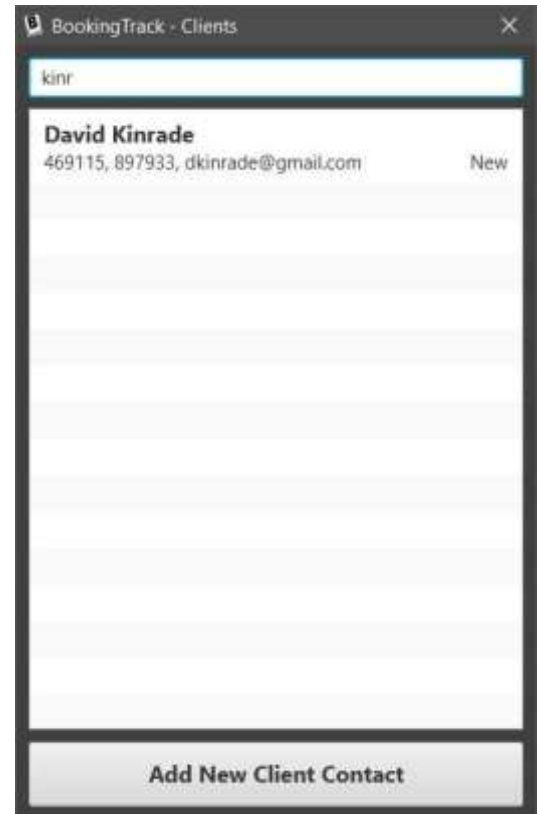 BookingTrack - Clients
kinr
David Kinrade
469115, 897933, dkinrade@gmail.com New
Add New Client Contact